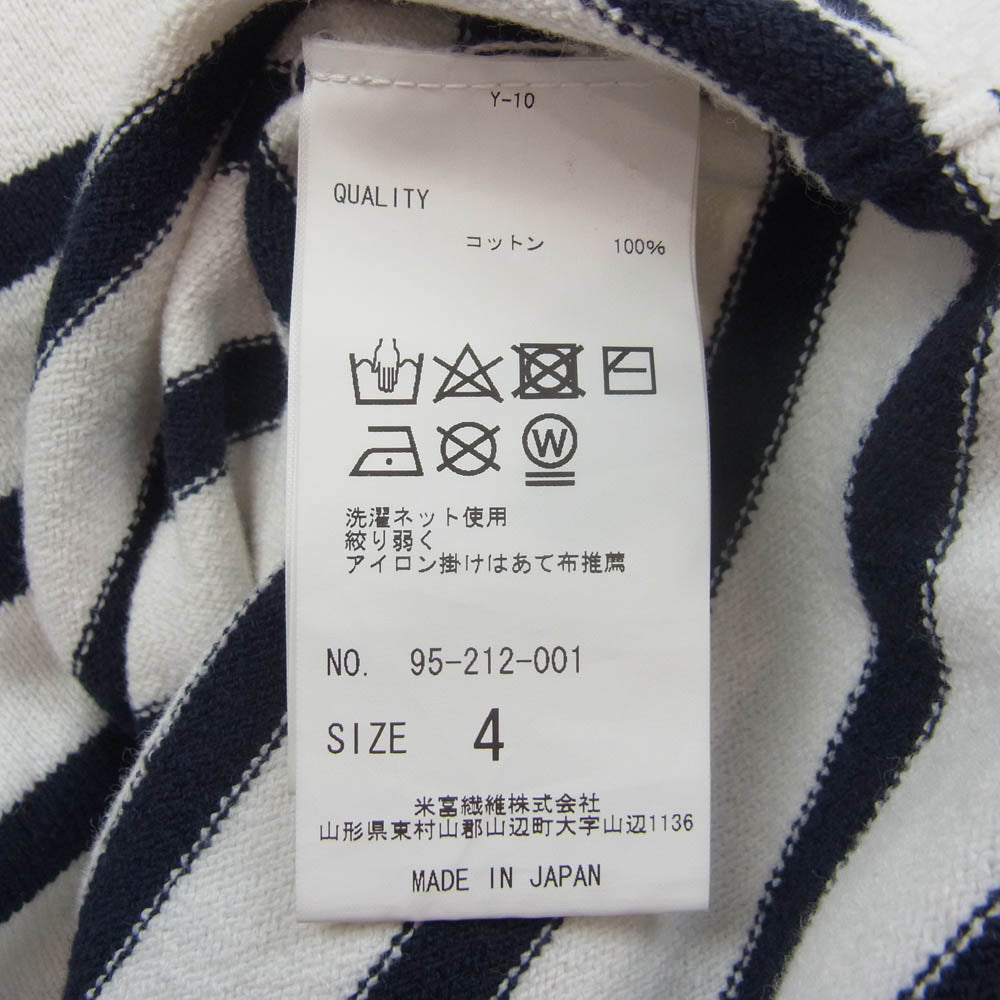 Y-10
QUALITY
コットン 100%
W
洗濯ネット使用
絞り弱く
アイロン掛けはあて布推薦
NO. 95-212-001
SIZE 4
米富繊維株式会社
山形県東村山郡山辺町大字山辺1136
MADE IN JAPAN